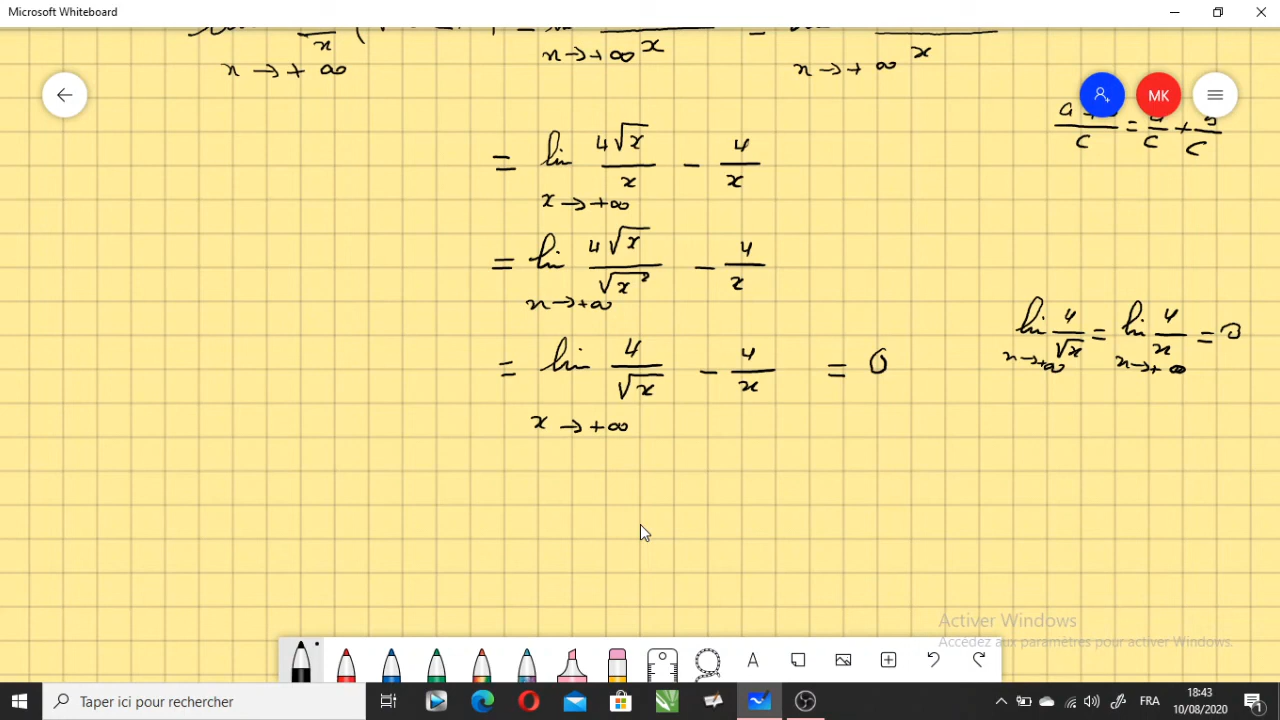 Microsoft Whiteboard
x
n → + ∞
= 
n → + ∞ x
=
n → + ∞ x
MK
c = c + c
= lim 4√x / x - 4 / x
x → +∞
= lim 4√x / √x² - 4 / x
n → +∞
= lim 4 / √x - 4 / x = 0
x → +∞
lim 4 / √x = lim 4 / n = 0
n → +∞ n → + ∞
Activer Windows
Accédez aux paramètres pour activer Windows.
A
Taper ici pour rechercher
FRA
18:43
10/08/2020
1